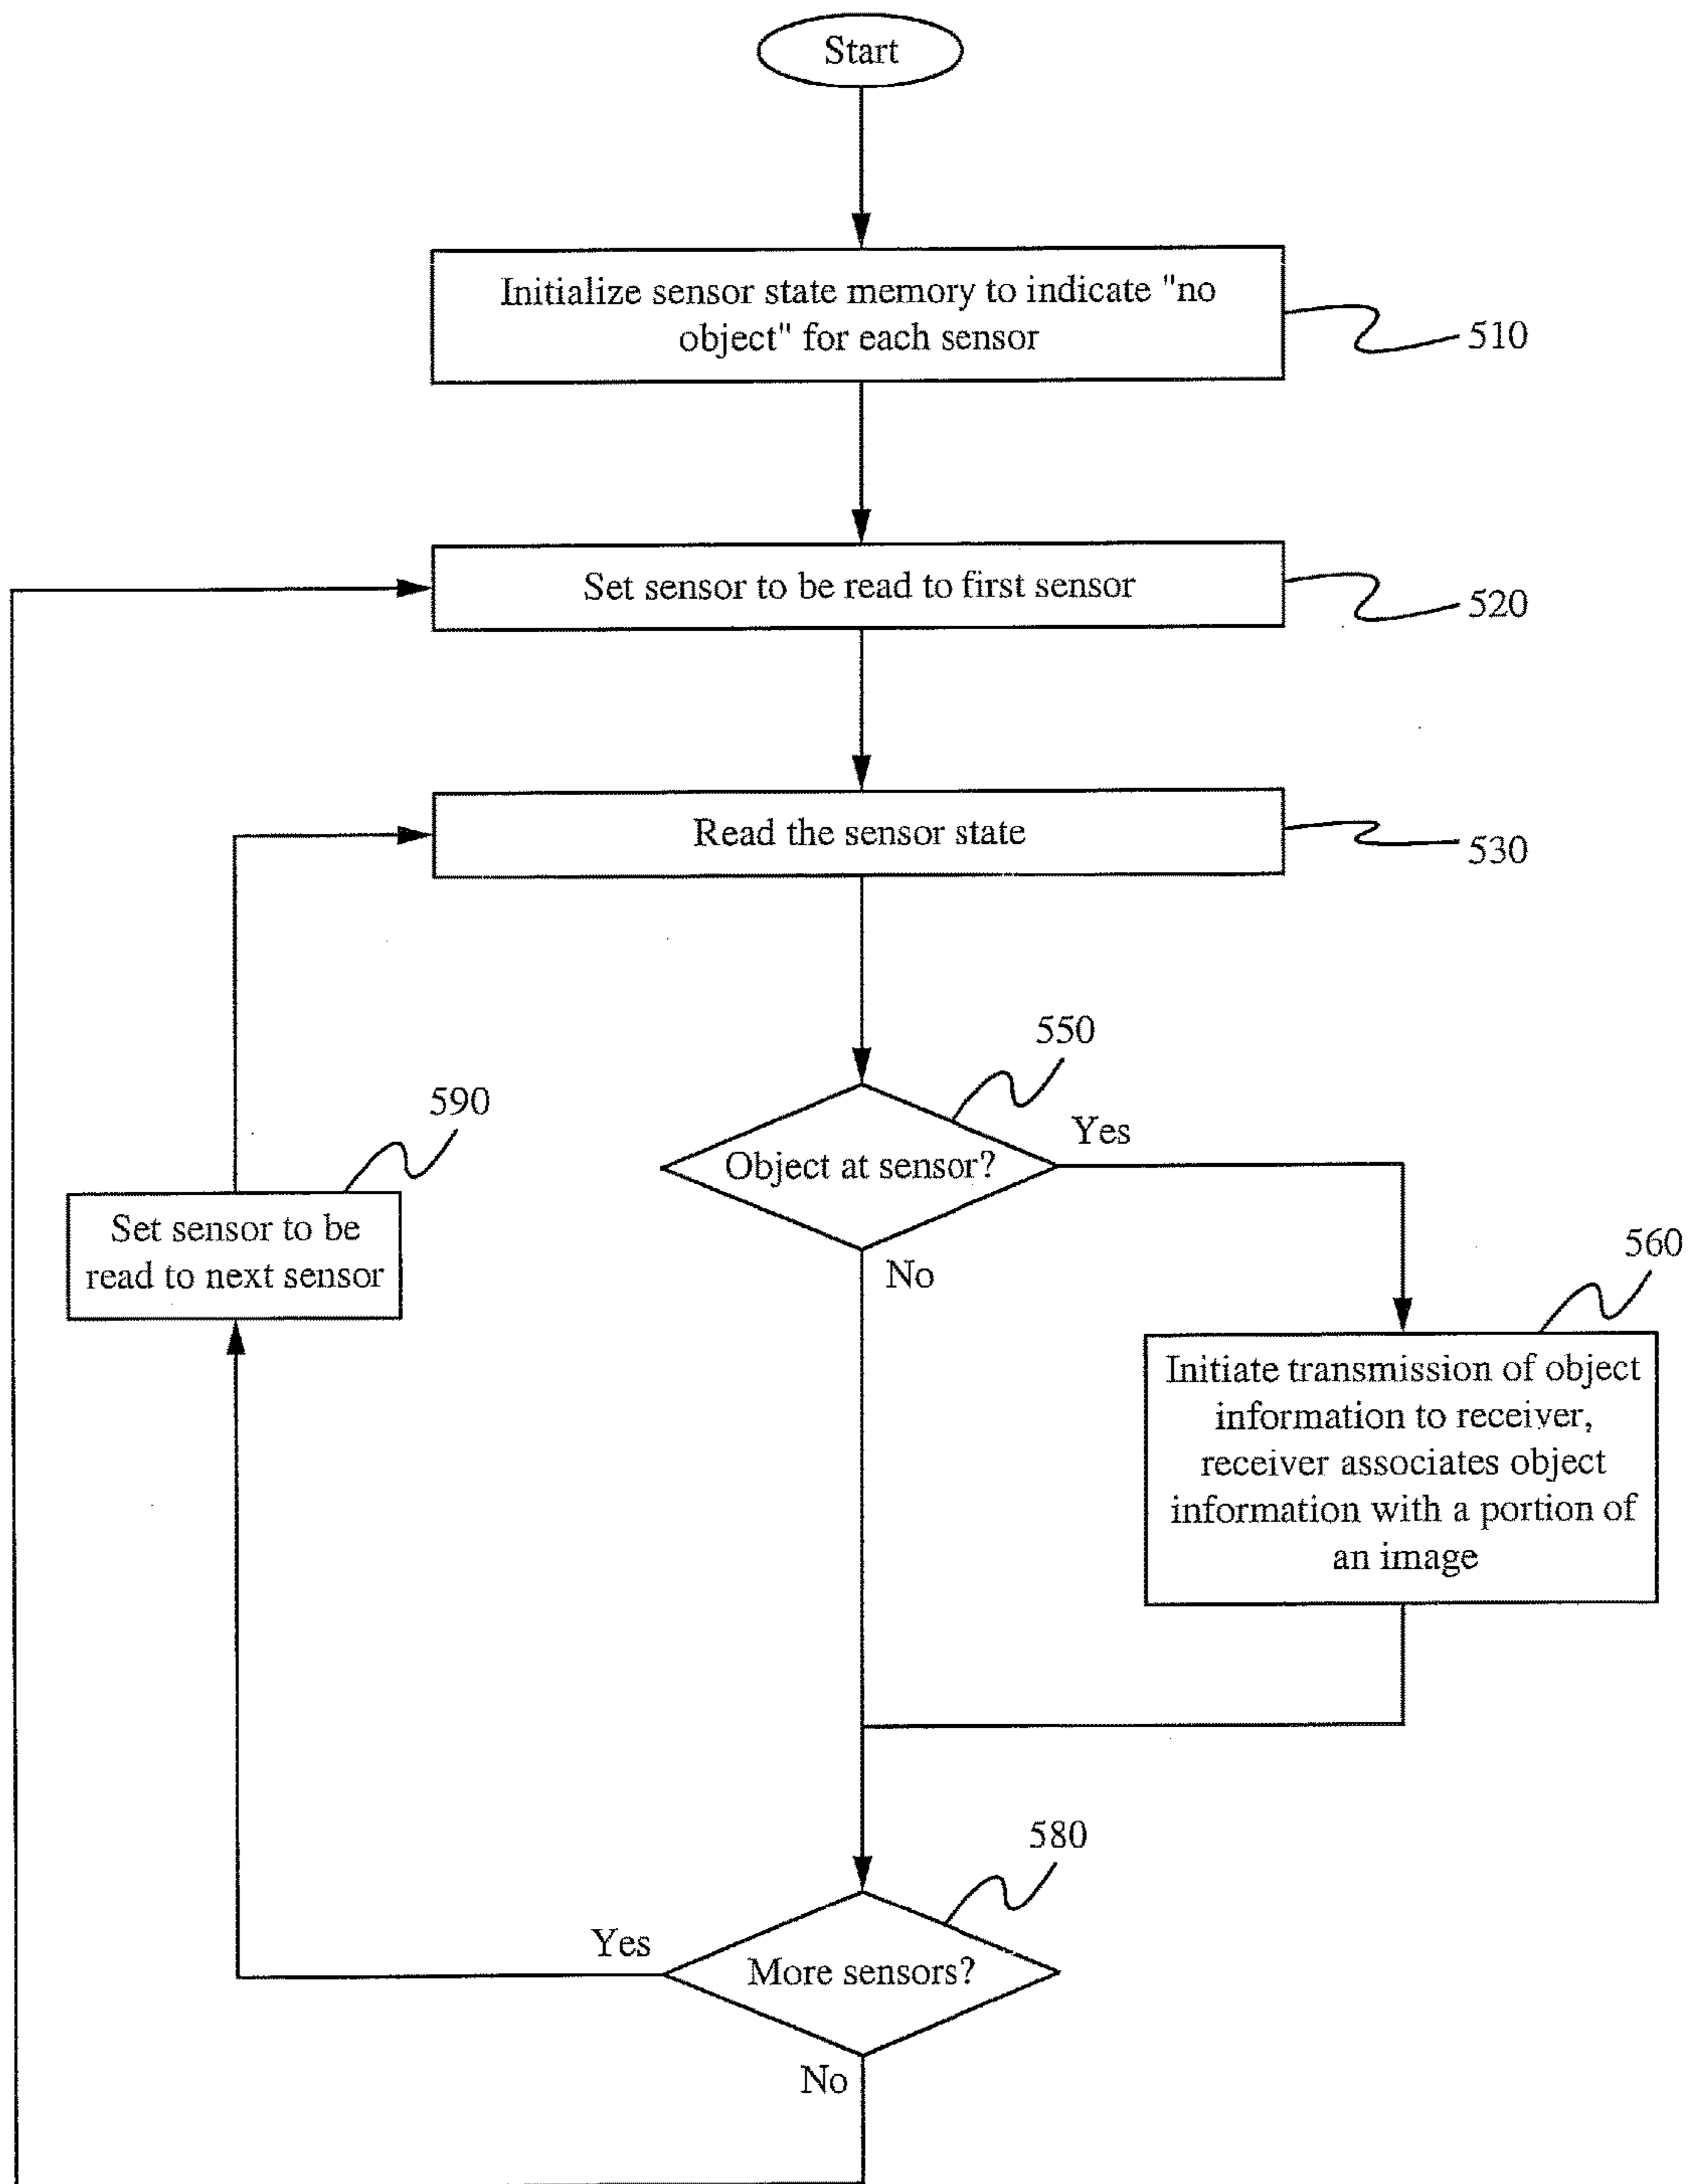 Start
Initialize sensor state memory to indicate "no
object" for each sensor
510
Set sensor to be read to first sensor
520
Read the sensor state
530
550
Object at sensor?
Yes
No
590
Set sensor to be
read to next sensor
560
Initiate transmission of object
information to receiver,
receiver associates object
information with a portion of
an image
580
More sensors?
Yes
No